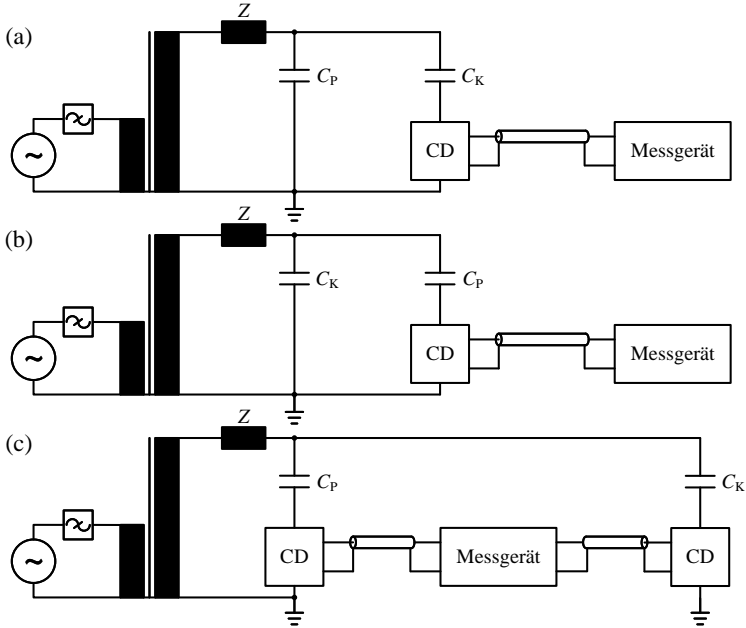 (a)
Z
C_P
C_K
CD
Messgerät
~
(b)
Z
C_K
C_P
CD
Messgerät
~
(c)
Z
C_P
C_K
CD
Messgerät
CD
~